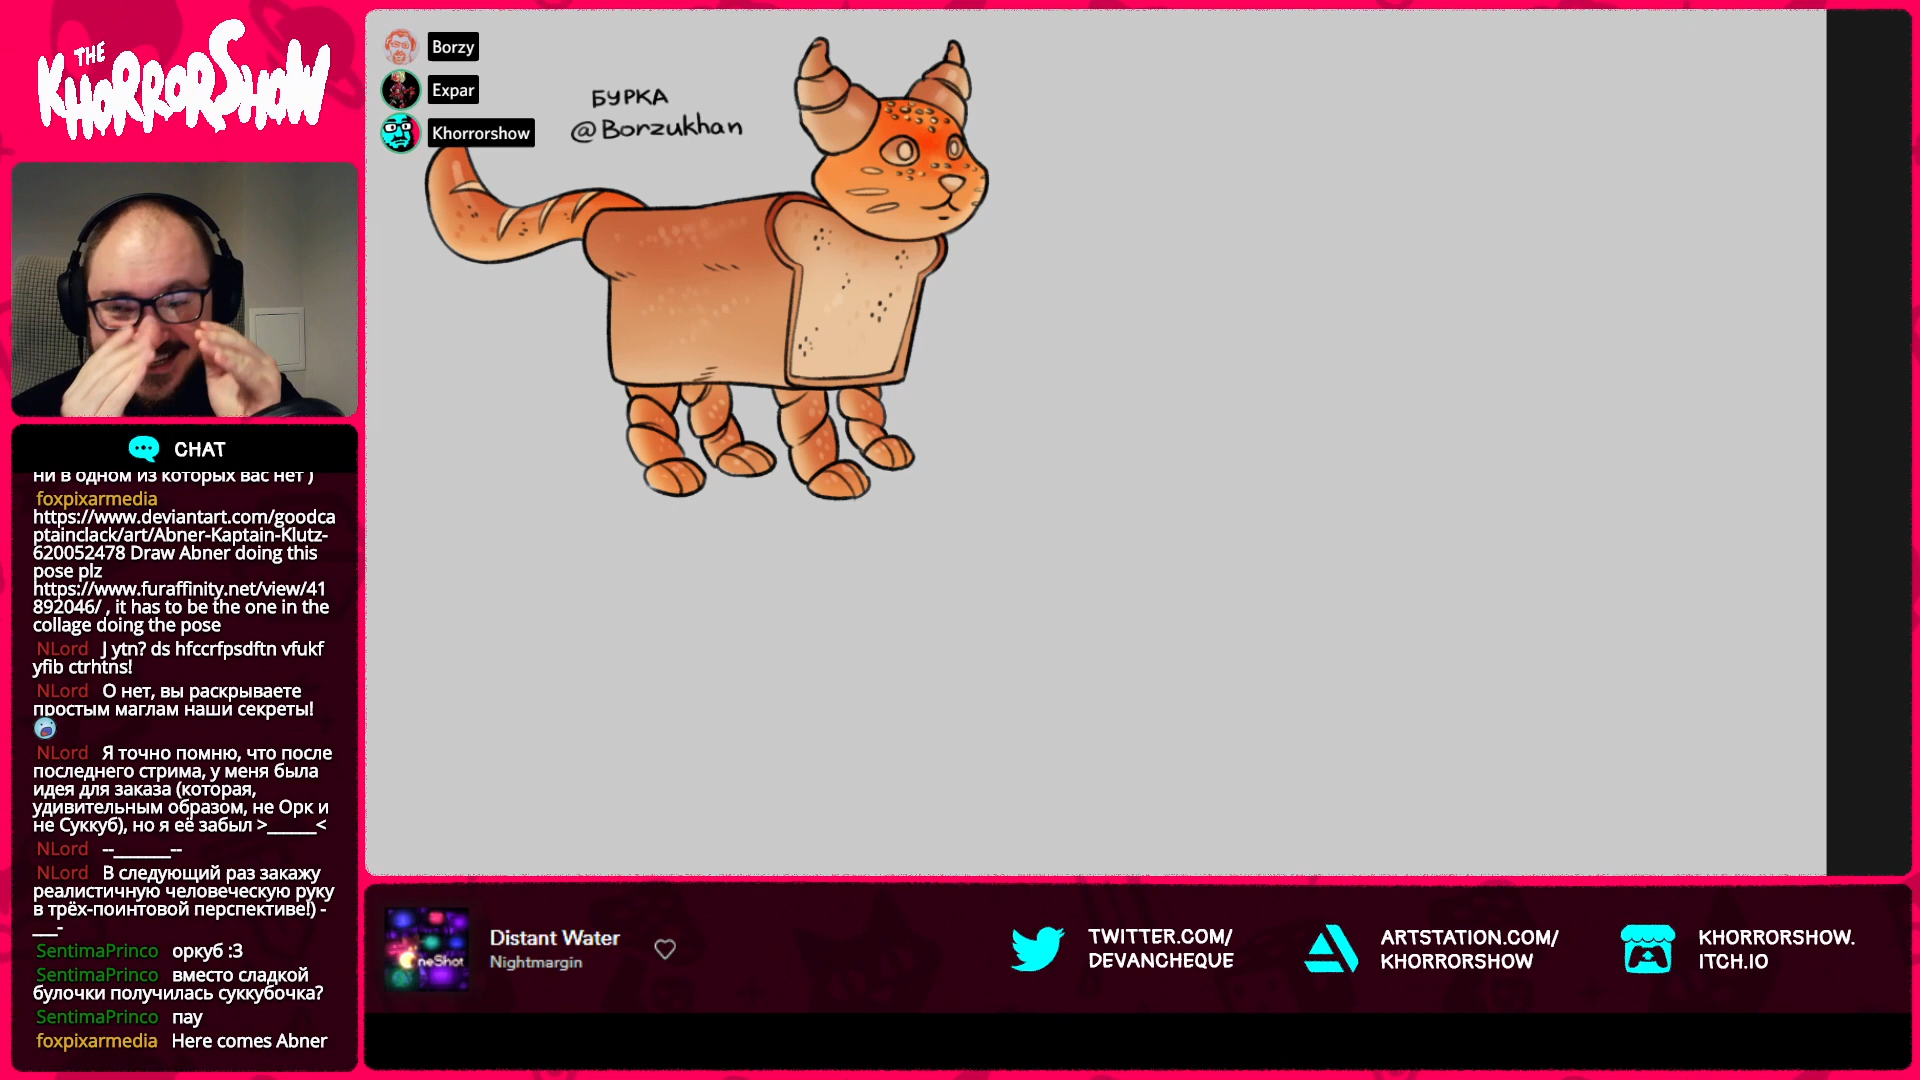 THE
KHORRORSHOW
Borzy
Expar
Khorrorshow
БУРКА
@Borzukhan
CHAT
ни в одном из которых вас нет )
foxpixarmedia
https://www.deviantart.com/goodca
ptainclack/art/Abner-Kaptain-Klutz-
620052478 Draw Abner doing this
pose plz
https://www.furaffinity.net/view/41
892046/ , it has to be the one in the
collage doing the pose
NLord J ytn? ds hfccrfpsdftn vfukf
yfib ctrhtns!
NLord О нет, вы раскрываете
простым маглам наши секреты!
NLord Я точно помню, что после
последнего стрима, у меня была
идея для заказа (которая,
удивительным образом, не Орк и
не Суккуб), но я её забыл >_____<
NLord --______--
NLord В следующий раз закажу
реалистичную человеческую руку
в трёх-поинтовой перспективе!) -
___-
SentimaPrinco оркуб :3
SentimaPrinco вместо сладкой
булочки получилась суккубочка?
SentimaPrinco пау
foxpixarmedia Here comes Abner
OneShot
Distant Water
Nightmargin
TWITTER.COM/
DEVANCHEQUE
ARTSTATION.COM/
KHORRORSHOW
KHORRORSHOW.
ITCH.IO